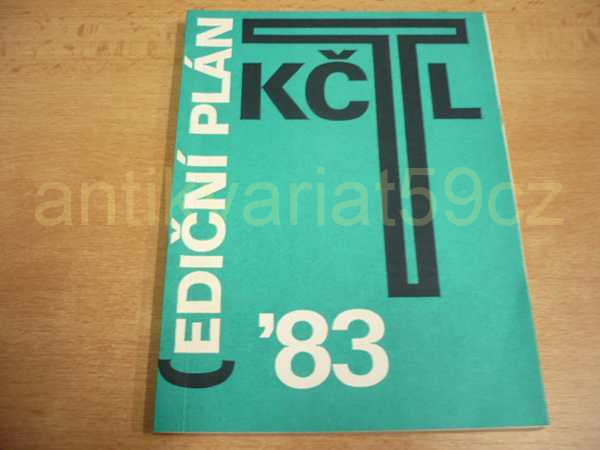 EDIČNÍ PLÁN
KČTL
'83
antikvariat59cz